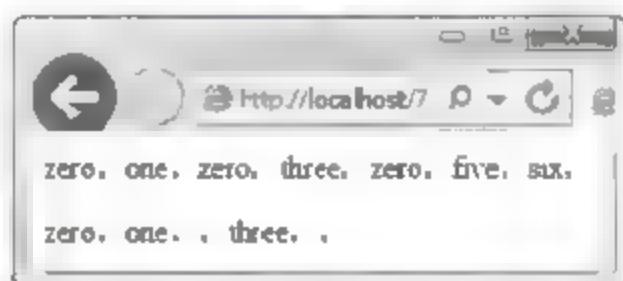 http://localhost/7
zero, one, zero, three, zero, five, six,
zero, one, , three, ,